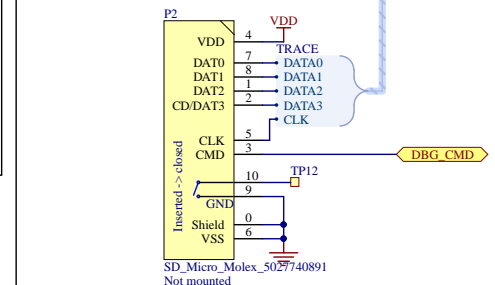 P2
VDD
VDD 4
TRACE
DAT0 7 DATA0
DAT1 8 DATA1
DAT2 1 DATA2
CD/DAT3 2 DATA3
CLK
CLK 5
CMD 3 DBG_CMD
Inserted -> closed
10 TP12
9
GND
Shield 0
VSS 6
SD_Micro_Molex_5027740891
Not mounted